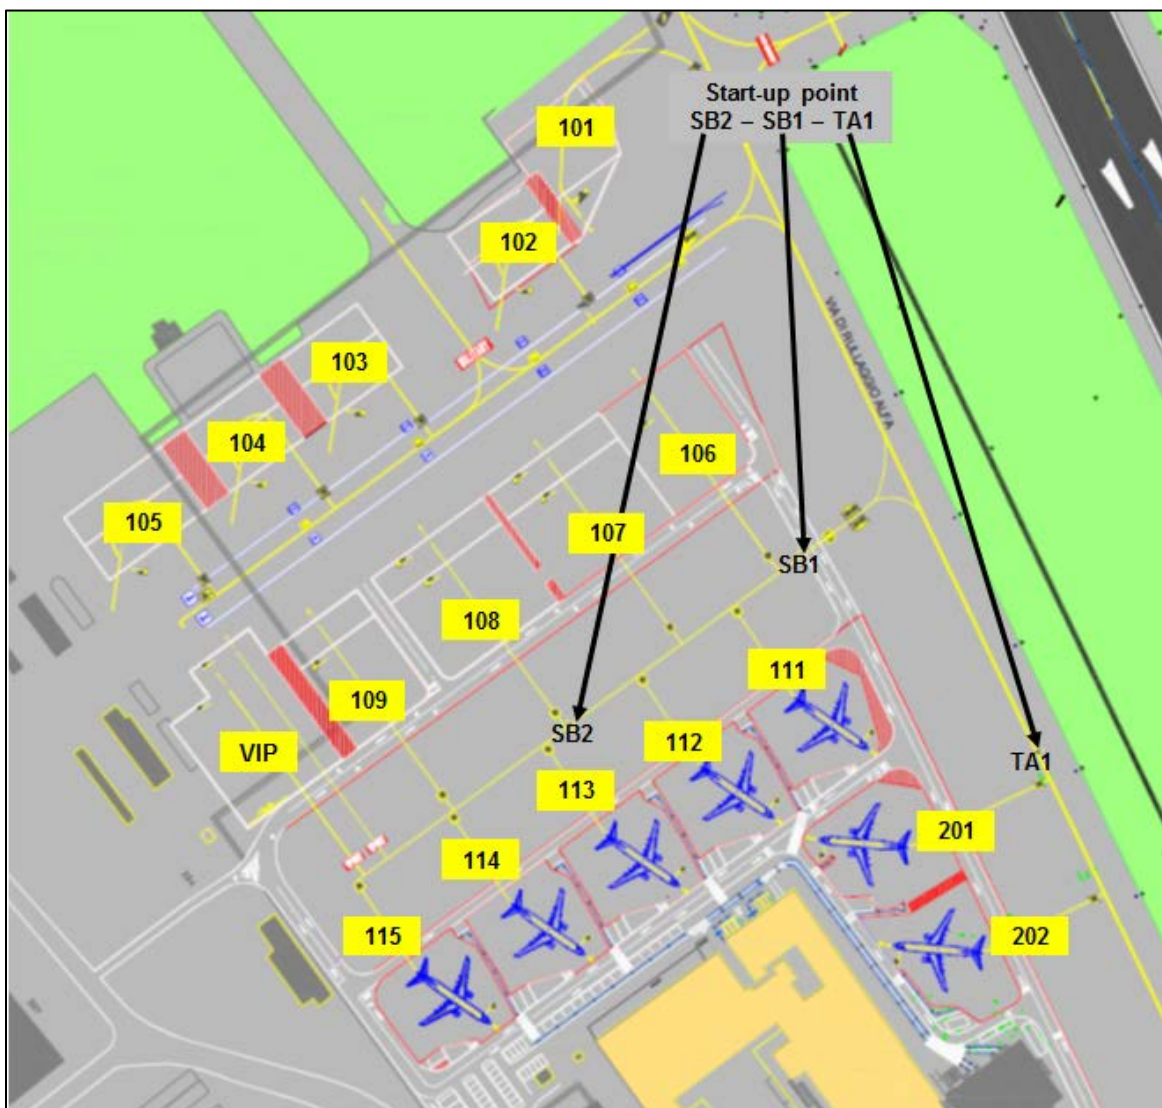 Start-up point
SB2 – SB1 – TA1
101
102
103
104
105
VIA DI RULLAGGIO ALFA
106
107
108
109
VIP
SB1
SB2
TA1
111
112
113
114
115
201
202